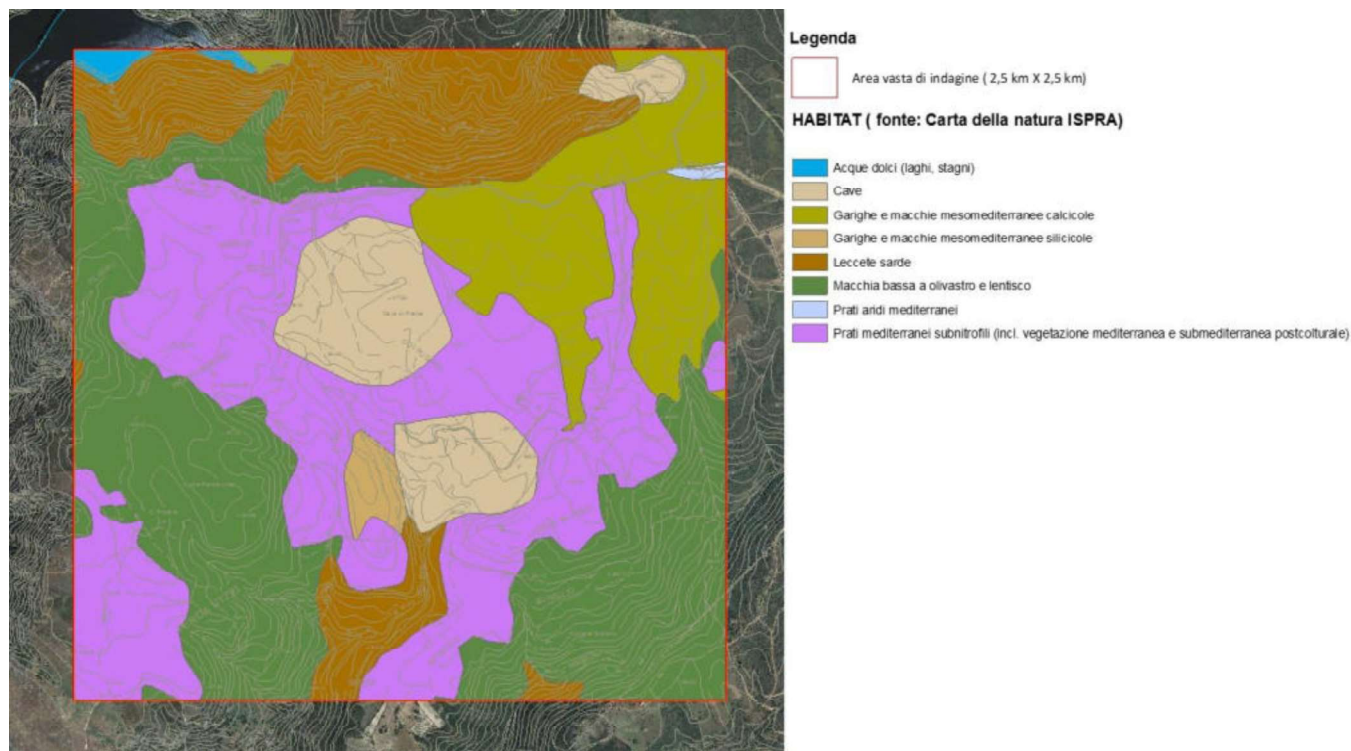 Legenda
Area vasta di indagine ( 2,5 km X 2,5 km)
HABITAT ( fonte: Carta della natura ISPRA)
Acque dolci (laghi, stagni)
Cave
Garighe e macchie mesomediterranee calcicole
Garighe e macchie mesomediterranee silicicole
Leccete sarde
Macchia bassa a olivastro e lentisco
Prati aridi mediterranei
Prati mediterranei subnitrofili (incl. vegetazione mediterranea e submediterranea postcolturale)